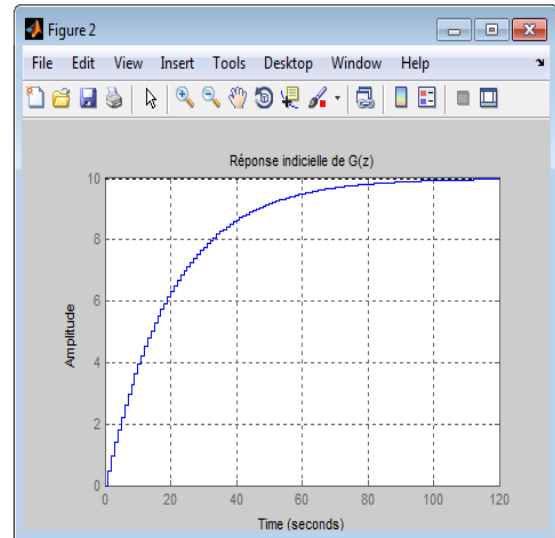 Figure 2
File Edit View Insert Tools Desktop Window Help
Réponse indicielle de G(z)
Amplitude
10
8
6
4
2
0
0 20 40 60 80 100 120
Time (seconds)